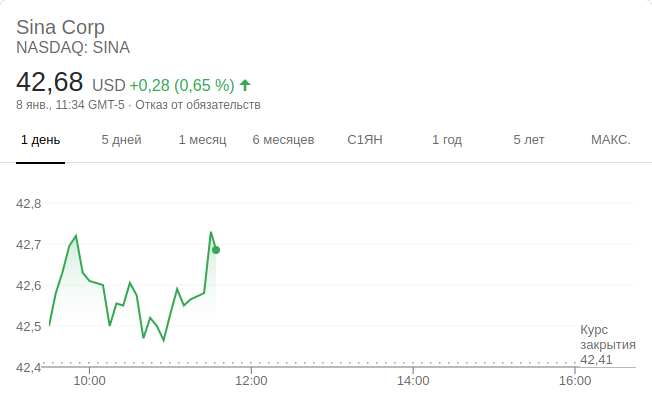 Sina Corp
NASDAQ: SINA
42,68 USD +0,28 (0,65 %)
8 янв., 11:34 GMT-5 · Отказ от обязательств
1 день 5 дней 1 месяц 6 месяцев С1ЯН 1 год 5 лет МАКС.
42,8
42,7
42,6
42,5
Курс
закрытия
42,41
42,4
10:00 12:00 14:00 16:00